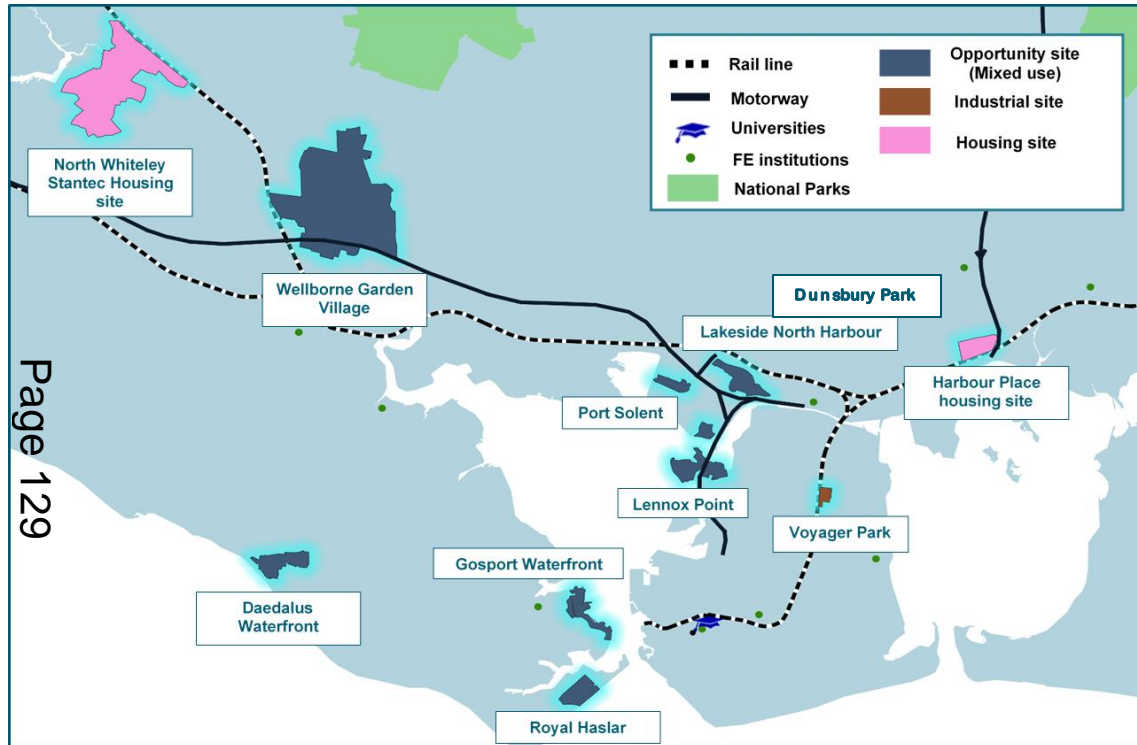 Rail line
Motorway
Universities
FE institutions
National Parks
Opportunity site
(Mixed use)
Industrial site
Housing site
North Whiteley
Stantec Housing
site
Wellborne Garden
Village
Dunsbury Park
Lakeside North Harbour
Harbour Place
housing site
Port Solent
Lennox Point
Voyager Park
Gosport Waterfront
Daedalus
Waterfront
Royal Haslar
Page 129